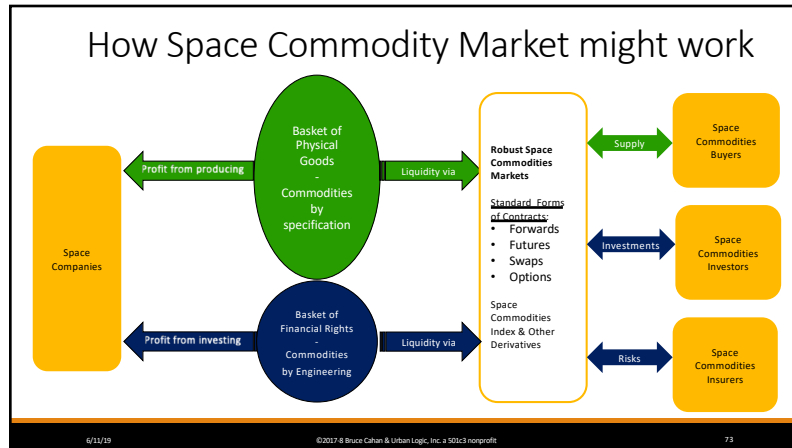 How Space Commodity Market might work
Space
Companies
Profit from producing
Profit from investing
Basket of
Physical
Goods
-
Commodities
by
specification
Basket of
Financial Rights
-
Commodities
by Engineering
Liquidity via
Liquidity via
Robust Space
Commodities
Markets
Standard Forms
of Contracts:
• Forwards
• Futures
• Swaps
• Options
Space
Commodities
Index & Other
Derivatives
Supply
Investments
Risks
Space
Commodities
Buyers
Space
Commodities
Investors
Space
Commodities
Insurers
6/11/19
©2017-8 Bruce Cahan & Urban Logic, Inc. a 501c3 nonprofit
73